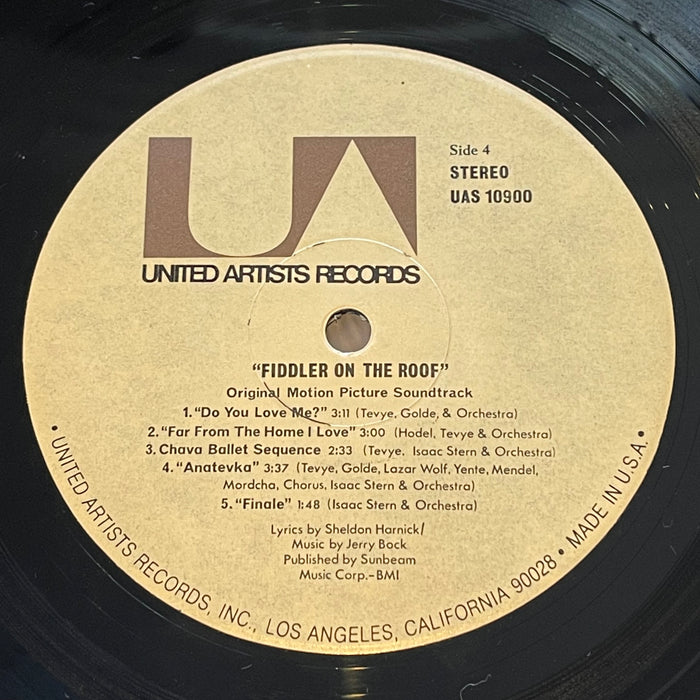 UA
Side 4
STEREO
UAS 10900
UNITED ARTISTS RECORDS
"FIDDLER ON THE ROOF"
Original Motion Picture Soundtrack
1. "Do You Love Me?" 3:11 (Tevye, Golde, & Orchestra)
2. "Far From The Home I Love" 3:00 (Hodel, Tevye & Orchestra)
3. Chava Ballet Sequence 2:33 (Tevye, Isaac Stern & Orchestra)
4. "Anatevka" 3:37 (Tevye, Golde, Lazar Wolf, Yente, Mendel,
Mordcha, Chorus, Isaac Stern & Orchestra)
5. "Finale" 1:48 (Isaac Stern & Orchestra)
Lyrics by Sheldon Harnick/
Music by Jerry Bock
Published by Sunbeam
Music Corp.-BMI
• UNITED ARTISTS RECORDS, INC., LOS ANGELES, CALIFORNIA 90028 • MADE IN U.S.A. •